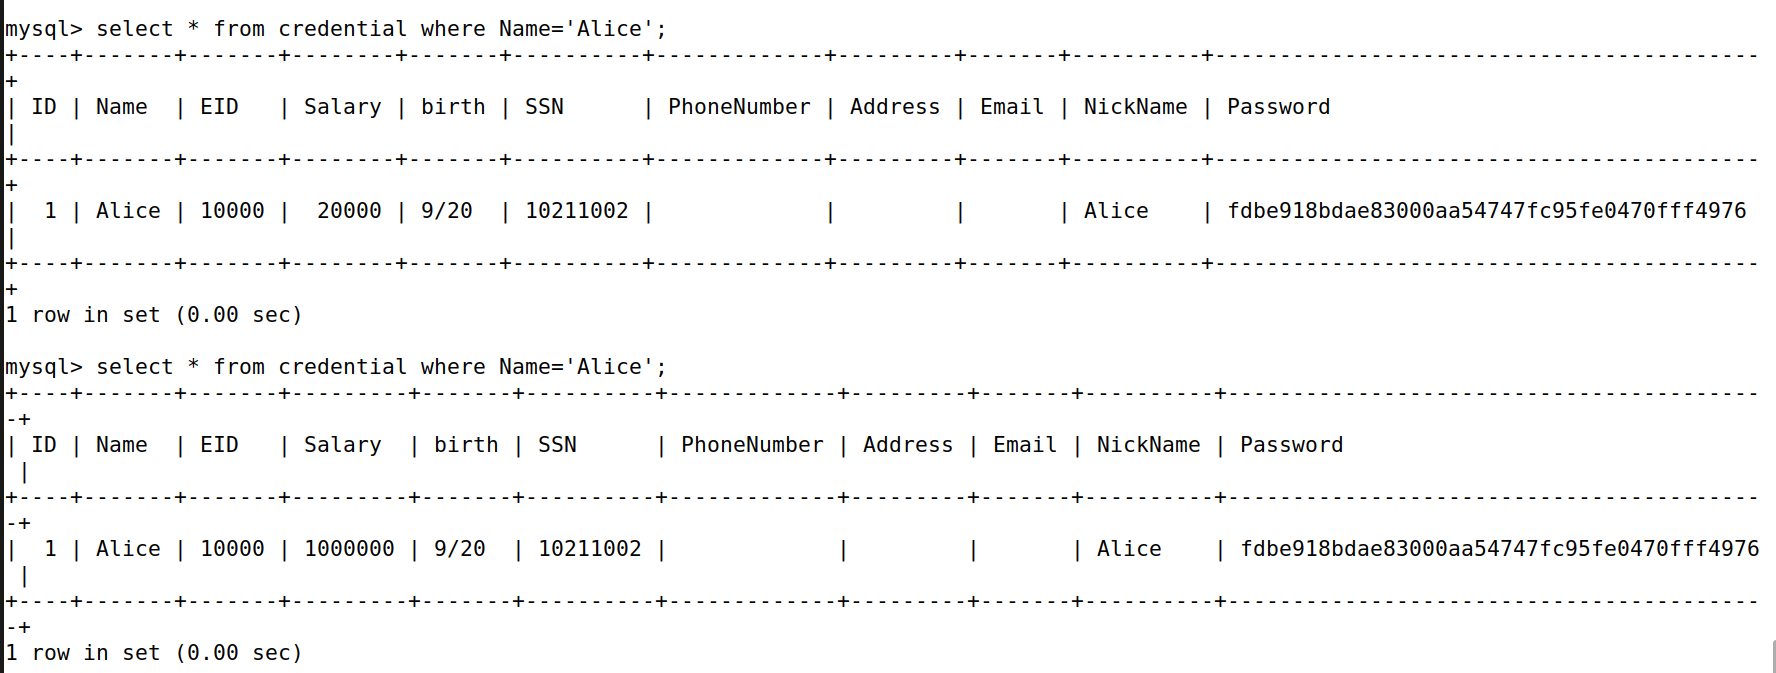 mysql> select * from credential where Name='Alice';
+----+-------+-------+--------+-------+----------+-------------+---------+-------+----------+------------------------------------------
+
| ID | Name  | EID   | Salary | birth | SSN      | PhoneNumber | Address | Email | NickName | Password
|
+----+-------+-------+--------+-------+----------+-------------+---------+-------+----------+------------------------------------------
+
|  1 | Alice | 10000 |  20000 | 9/20  | 10211002 |             |         |       | Alice    | fdbe918bdae83000aa54747fc95fe0470fff4976
|
+----+-------+-------+--------+-------+----------+-------------+---------+-------+----------+------------------------------------------
+
1 row in set (0.00 sec)

mysql> select * from credential where Name='Alice';
+----+-------+-------+---------+-------+----------+-------------+---------+-------+----------+-----------------------------------------
-+
| ID | Name  | EID   | Salary  | birth | SSN      | PhoneNumber | Address | Email | NickName | Password
 |
+----+-------+-------+---------+-------+----------+-------------+---------+-------+----------+-----------------------------------------
-+
|  1 | Alice | 10000 | 1000000 | 9/20  | 10211002 |             |         |       | Alice    | fdbe918bdae83000aa54747fc95fe0470fff4976
 |
+----+-------+-------+---------+-------+----------+-------------+---------+-------+----------+-----------------------------------------
-+
1 row in set (0.00 sec)